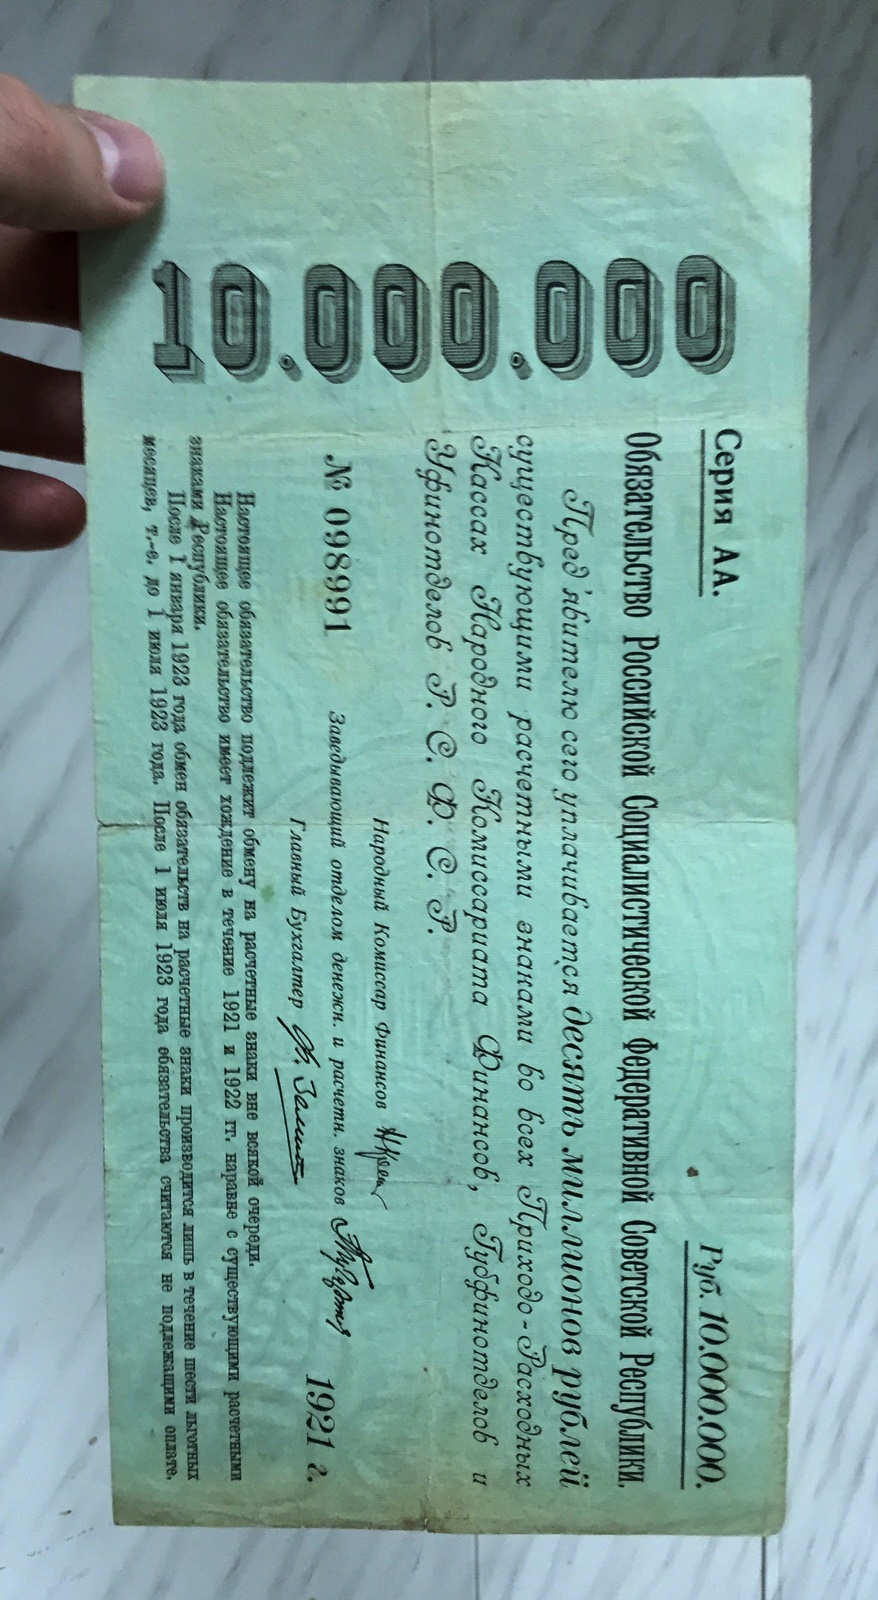 10.000.000
Серия АА.
Руб. 10.000.000.
Обязательство Российской Социалистической Федеративной Советской Республики.
Пред'явителю сего уплачивается десять миллионов рублей
существующими расчетными знаками во всех Приходо-Расходных
Кассах Народного Комиссариата Финансов, Губфинотделов и
Уфинотделов Р. С. Ф. С. Р.
Народный Комиссар Финансов
№ 098991
Заведывающий отделом денежн. и расчетн. знаков
Главный Бухгалтер
1921 г.
Настоящее обязательство подлежит обмену на расчетные знаки вне всякой очереди.
Настоящее обязательство имеет хождение в течение 1921 и 1922 гг. наравне с существующими расчетными
знаками Республики.
После 1 января 1923 года обмен обязательств на расчетные знаки производится лишь в течение шести льготных
месяцев, т.-е. до 1 июля 1923 года. После 1 июля 1923 года обязательства считаются не подлежащими оплате.